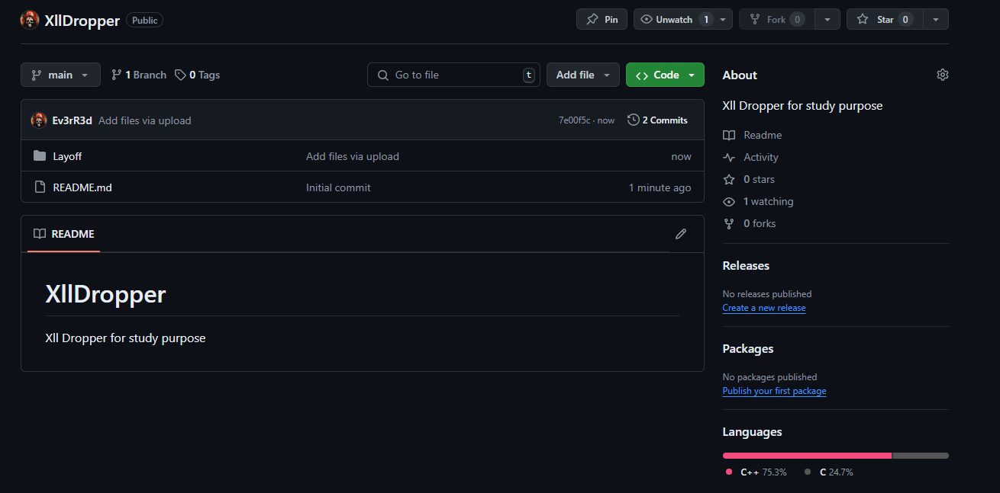 XllDropper Public Pin Unwatch 1 Fork 0 Star 0
main 1 Branch 0 Tags Go to file t Add file Code
Ev3rR3d Add files via upload 7e00f5c · now 2 Commits
Layoff Add files via upload now
README.md Initial commit 1 minute ago
README
XllDropper
Xll Dropper for study purpose
About
Xll Dropper for study purpose
Readme
Activity
0 stars
1 watching
0 forks
Releases
No releases published
Create a new release
Packages
No packages published
Publish your first package
Languages
C++ 75.3% C 24.7%